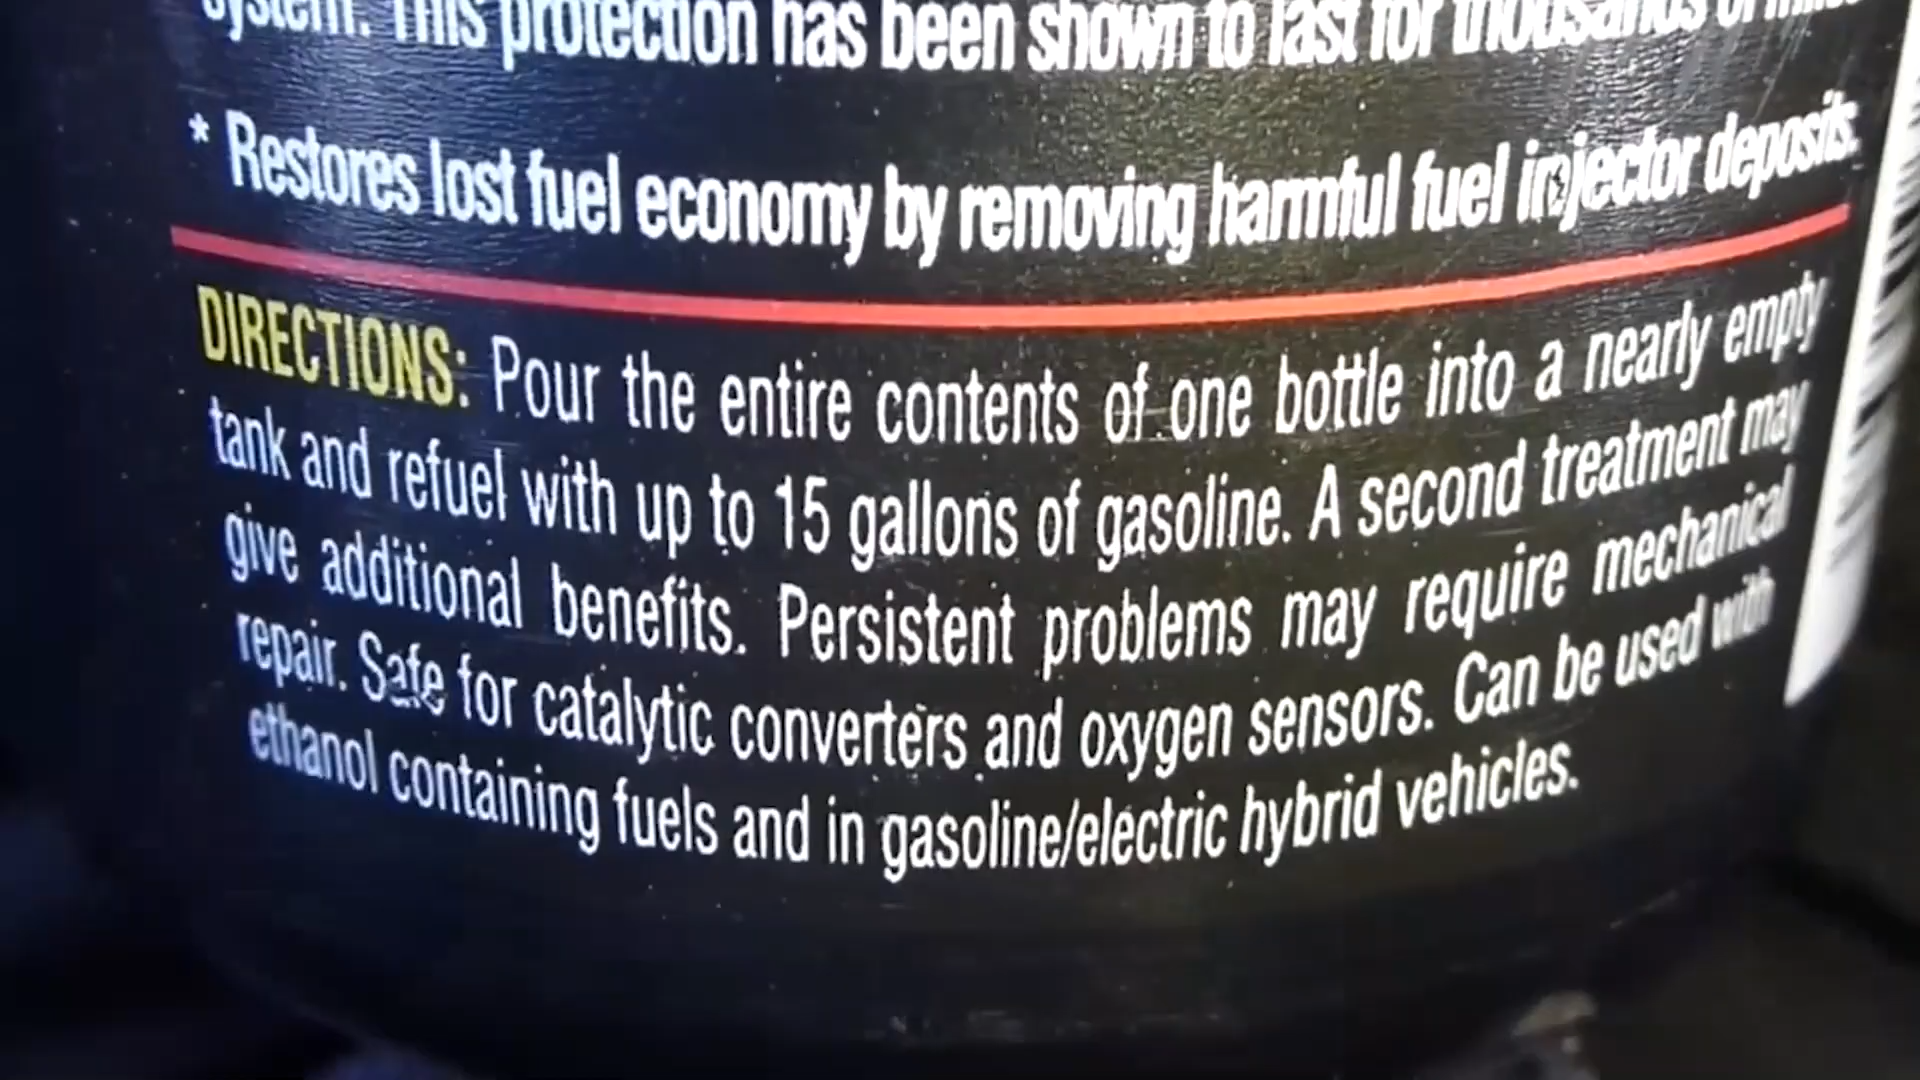 system. This protection has been shown to last for thousands of miles
* Restores lost fuel economy by removing harmful fuel injector deposits.
DIRECTIONS: Pour the entire contents of one bottle into a nearly empty
tank and refuel with up to 15 gallons of gasoline. A second treatment may
give additional benefits. Persistent problems may require mechanical
repair. Safe for catalytic converters and oxygen sensors. Can be used with
ethanol containing fuels and in gasoline/electric hybrid vehicles.